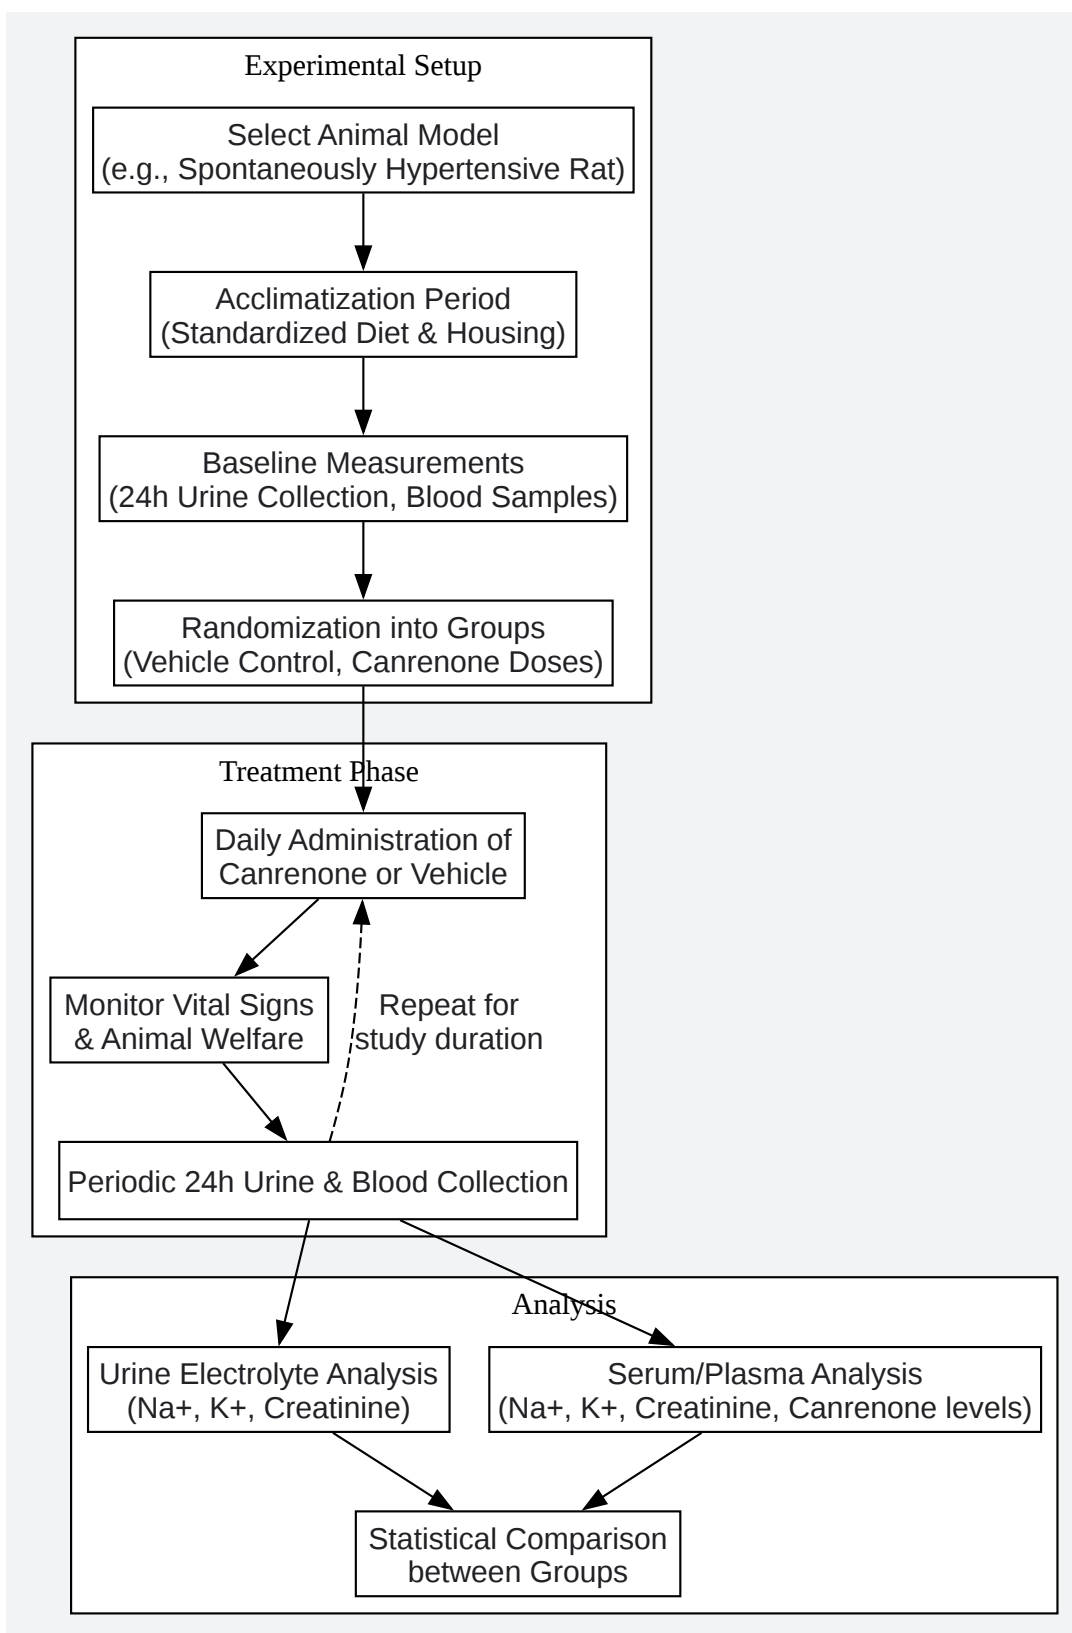 Experimental Setup
Select Animal Model
(e.g., Spontaneously Hypertensive Rat)
Acclimatization Period
(Standardized Diet & Housing)
Baseline Measurements
(24h Urine Collection, Blood Samples)
Randomization into Groups
(Vehicle Control, Canrenone Doses)
Treatment Phase
Daily Administration of
Canrenone or Vehicle
Monitor Vital Signs
& Animal Welfare
Repeat for
study duration
Periodic 24h Urine & Blood Collection
Analysis
Urine Electrolyte Analysis
(Na+, K+, Creatinine)
Serum/Plasma Analysis
(Na+, K+, Creatinine, Canrenone levels)
Statistical Comparison
between Groups